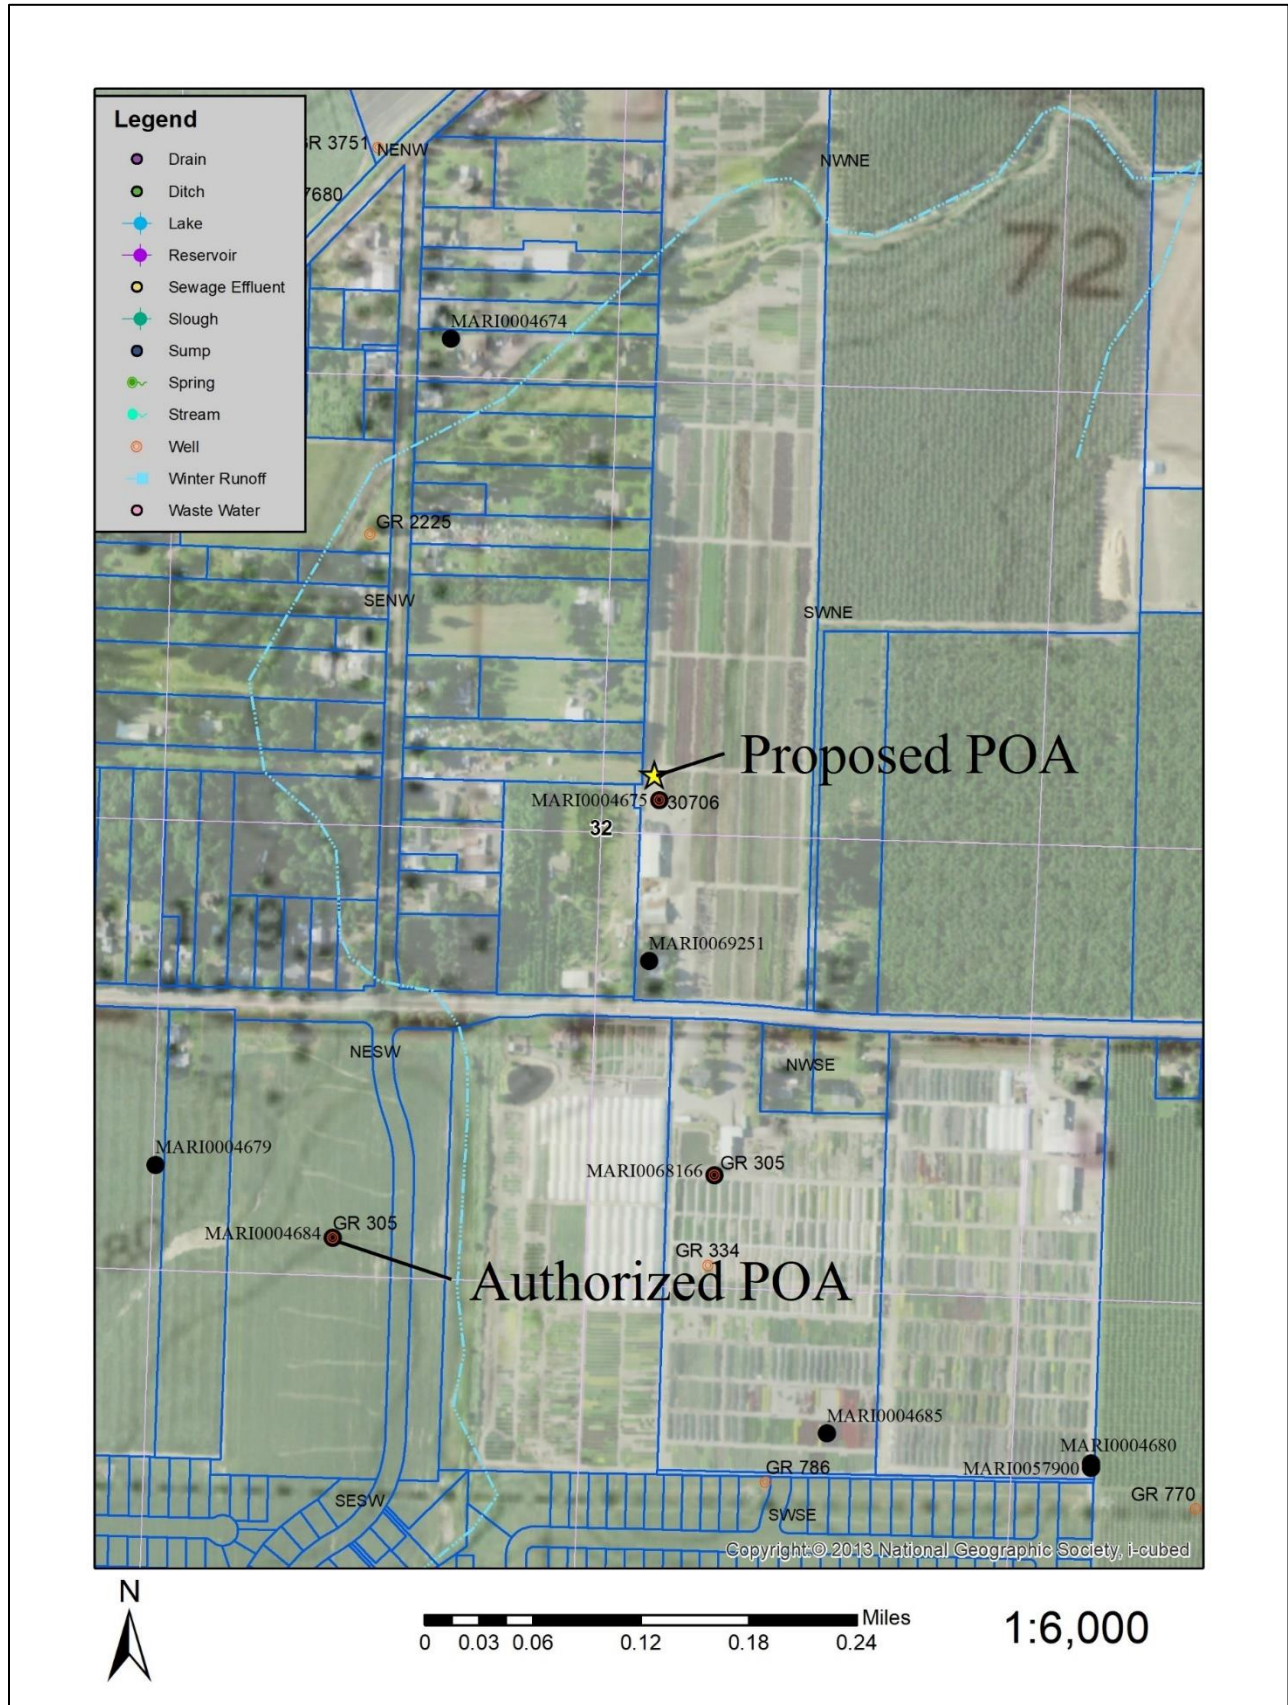 Legend
Drain
Ditch
Lake
Reservoir
Sewage Effluent
Slough
Sump
Spring
Stream
Well
Winter Runoff
Waste Water
GR 3751
NENW
7680
NWNE
72
MARI0004674
GR 2225
SENW
SWNE
Proposed POA
MARI0004675
30706
32
MARI0069251
NESW
NWSE
MARI0004679
MARI0068166
GR 305
MARI0004684
GR 305
GR 334
Authorized POA
MARI0004685
MARI0004680
MARI0057900
GR 786
GR 770
SESW
SWSE
Copyright:© 2013 National Geographic Society, i-cubed
N
Miles
0 0.03 0.06 0.12 0.18 0.24
1:6,000